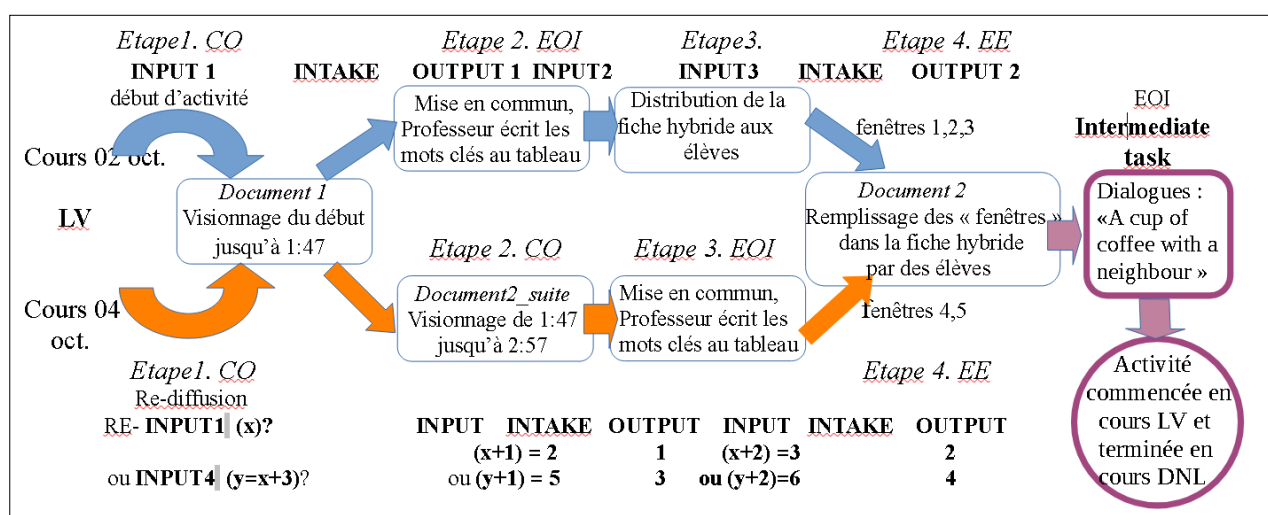 Etape1. CO Etape 2. EOI Etape3. Etape 4. EE
INPUT 1 INTAKE OUTPUT 1 INPUT2 INPUT3 INTAKE OUTPUT 2
début d'activité
Mise en commun,
Professeur écrit les
mots clés au tableau
Distribution de la
fiche hybride aux
élèves
fenêtres 1,2,3
EOI
Intermediate
task
Cours 02 oct.
LV
Document 1
Visionnage du début
jusqu'à 1:47
Document 2
Remplissage des « fenêtres »
dans la fiche hybride
par des élèves
Dialogues :
«A cup of
coffee with a
neighbour »
Etape 2. CO Etape 3. EOI
Cours 04
oct.
Document2_suite
Visionnage de 1:47
jusqu'à 2:57
Mise en commun,
Professeur écrit les
mots clés au tableau
fenêtres 4,5
Etape1. CO Etape 4. EE
Re-diffusion
RE- INPUT1 (x)? INPUT INTAKE OUTPUT INPUT INTAKE OUTPUT
(x+1) = 2 1 (x+2) =3 2
ou INPUT4 (y=x+3)? ou (y+1) = 5 3 ou (y+2)=6 4
Activité
commencée en
cours LV et
terminée en
cours DNL